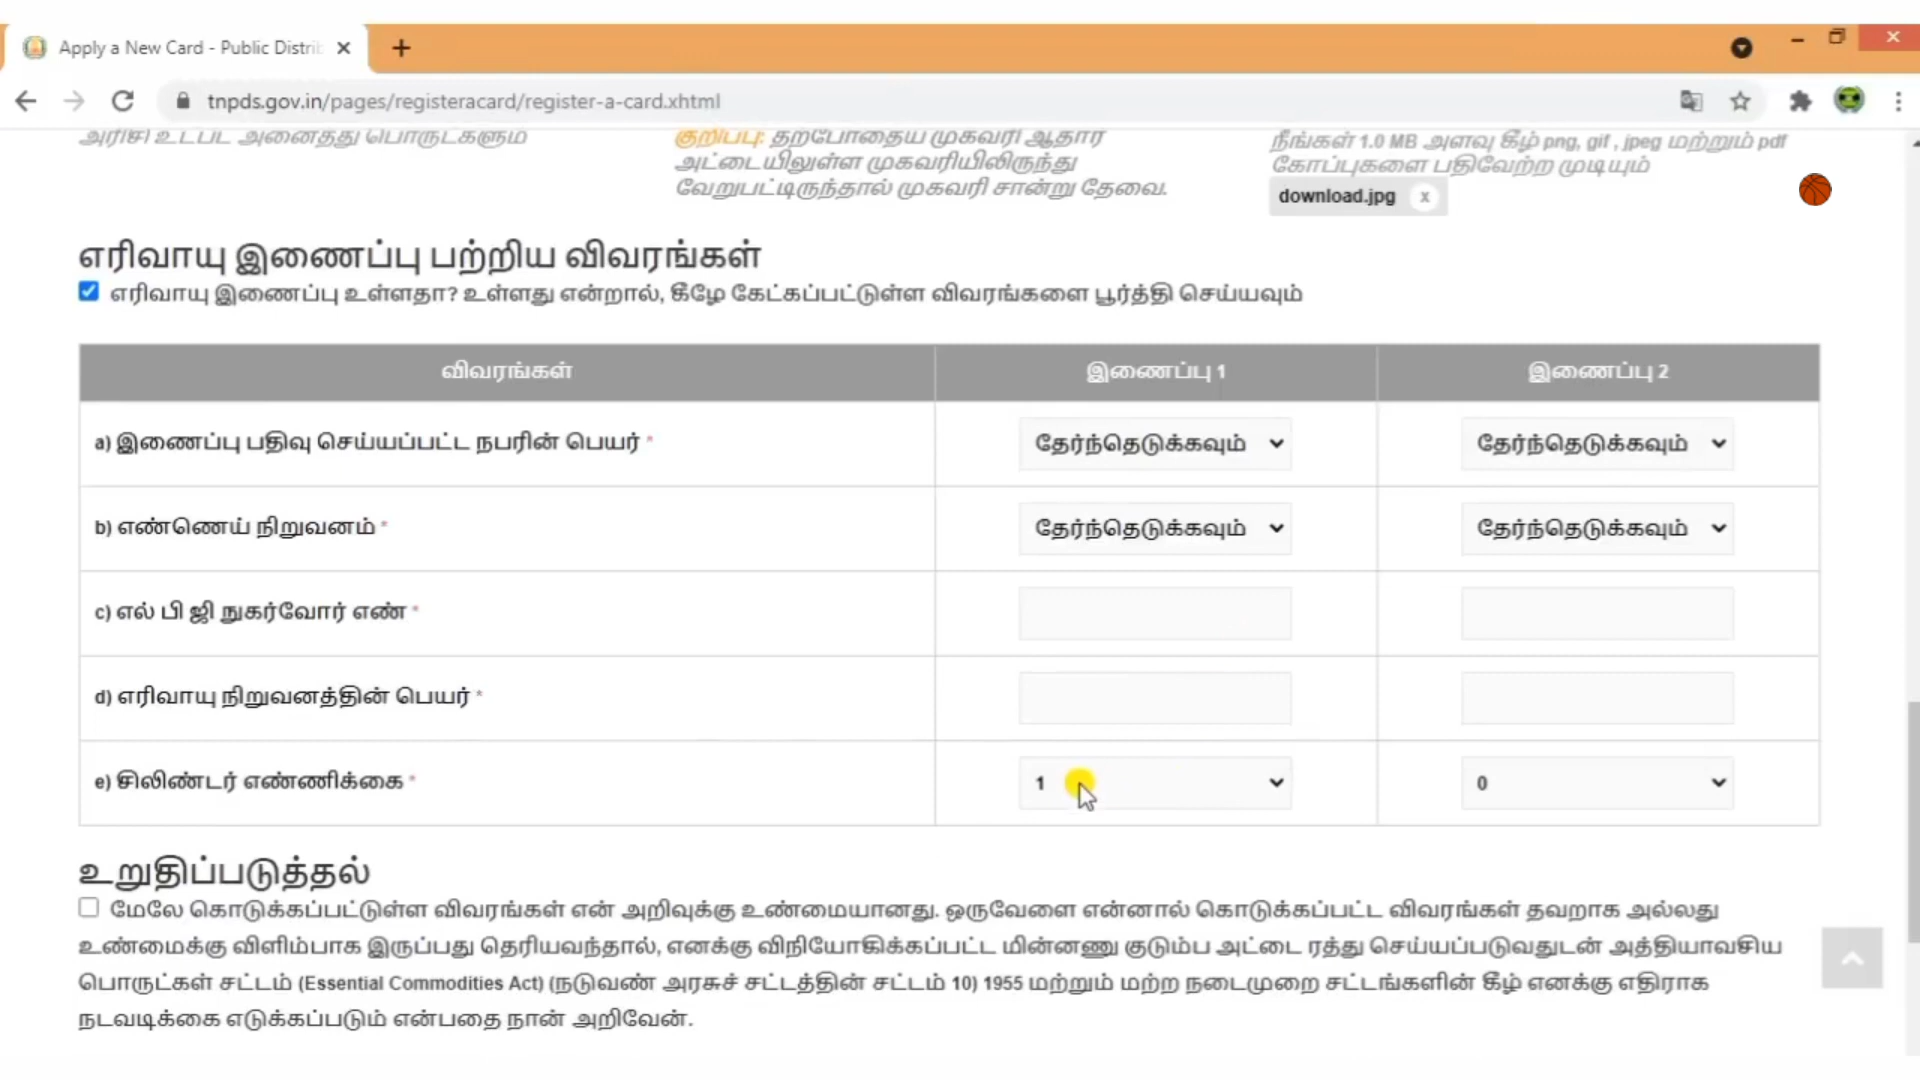 Apply a New Card - Public Distrib
tnpds.gov.in/pages/registeracard/register-a-card.xhtml
அரிசி உட்பட அனைத்து பொருட்களும்
குறிப்பு: தற்போதைய முகவரி ஆதார்
அட்டையிலுள்ள முகவரியிலிருந்து
வேறுபட்டிருந்தால் முகவரி சான்று தேவை.
நீங்கள் 1.0 MB அளவு கீழ் png, gif , jpeg மற்றும் pdf
கோப்புகளை பதிவேற்ற முடியும்
download.jpg x
எரிவாயு இணைப்பு பற்றிய விவரங்கள்
எரிவாயு இணைப்பு உள்ளதா? உள்ளது என்றால், கீழே கேட்கப்பட்டுள்ள விவரங்களை பூர்த்தி செய்யவும்
விவரங்கள் இணைப்பு 1 இணைப்பு 2
a) இணைப்பு பதிவு செய்யப்பட்ட நபரின் பெயர் * தேர்ந்தெடுக்கவும் தேர்ந்தெடுக்கவும்
b) எண்ணெய் நிறுவனம் * தேர்ந்தெடுக்கவும் தேர்ந்தெடுக்கவும்
c) எல் பி ஜி நுகர்வோர் எண் *
d) எரிவாயு நிறுவனத்தின் பெயர் *
e) சிலிண்டர் எண்ணிக்கை * 1 0
உறுதிப்படுத்தல்
மேலே கொடுக்கப்பட்டுள்ள விவரங்கள் என் அறிவுக்கு உண்மையானது. ஒருவேளை என்னால் கொடுக்கப்பட்ட விவரங்கள் தவறாக அல்லது
உண்மைக்கு விளிம்பாக இருப்பது தெரியவந்தால், எனக்கு விநியோகிக்கப்பட்ட மின்னணு குடும்ப அட்டை ரத்து செய்யப்படுவதுடன் அத்தியாவசிய
பொருட்கள் சட்டம் (Essential Commodities Act) (நடுவண் அரசுச் சட்டத்தின் சட்டம் 10) 1955 மற்றும் மற்ற நடைமுறை சட்டங்களின் கீழ் எனக்கு எதிராக
நடவடிக்கை எடுக்கப்படும் என்பதை நான் அறிவேன்.